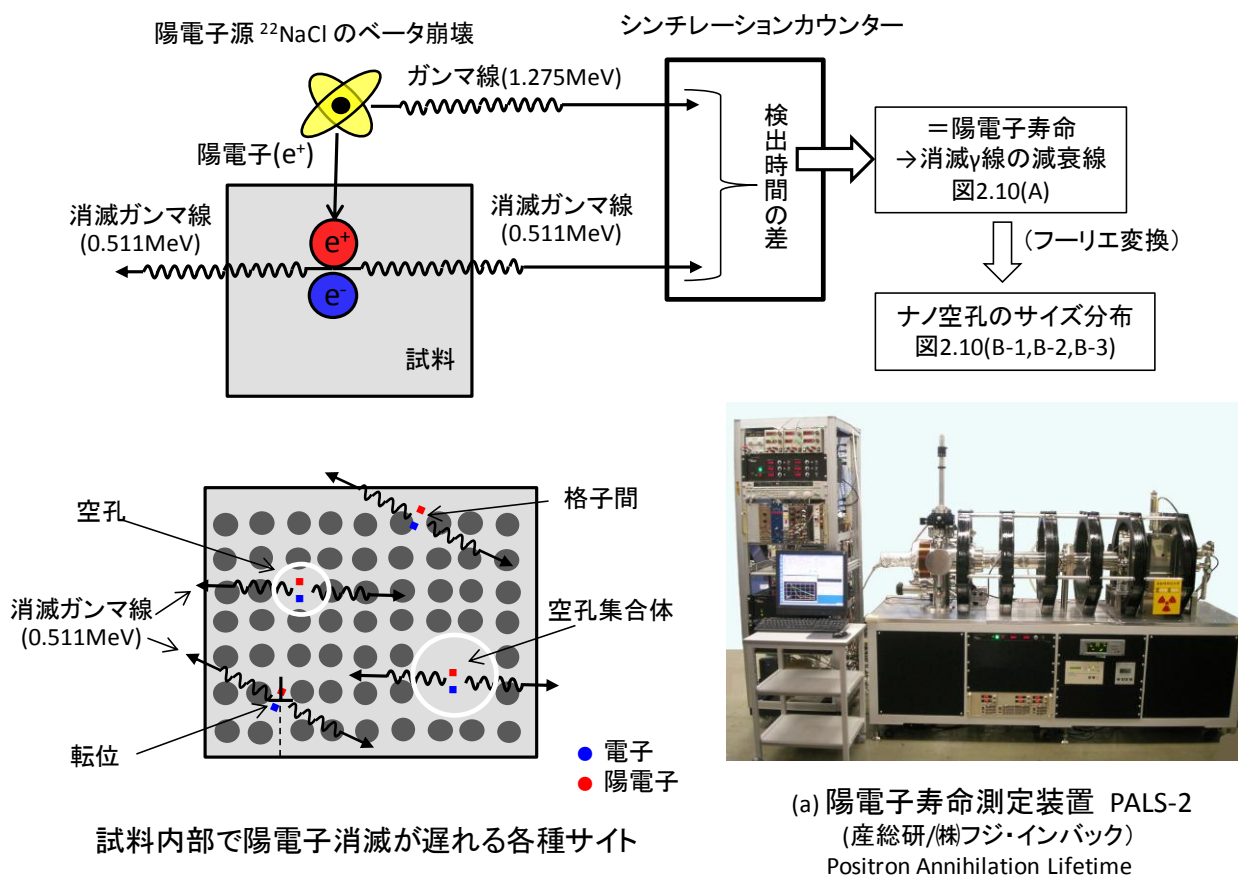 陽電子源 ²²NaCl のベータ崩壊
シンチレーションカウンター
ガンマ線(1.275MeV)
陽電子(e⁺)
消滅ガンマ線
(0.511MeV)
消滅ガンマ線
(0.511MeV)
e⁺
e⁻
試料
検出時間の差
＝陽電子寿命
→消滅γ線の減衰線
図2.10(A)
(フーリエ変換)
ナノ空孔のサイズ分布
図2.10(B-1,B-2,B-3)
空孔
格子間
消滅ガンマ線
(0.511MeV)
空孔集合体
転位
電子
陽電子
試料内部で陽電子消滅が遅れる各種サイト
(a) 陽電子寿命測定装置 PALS-2
(産総研/㈱フジ・インバック)
Positron Annihilation Lifetime